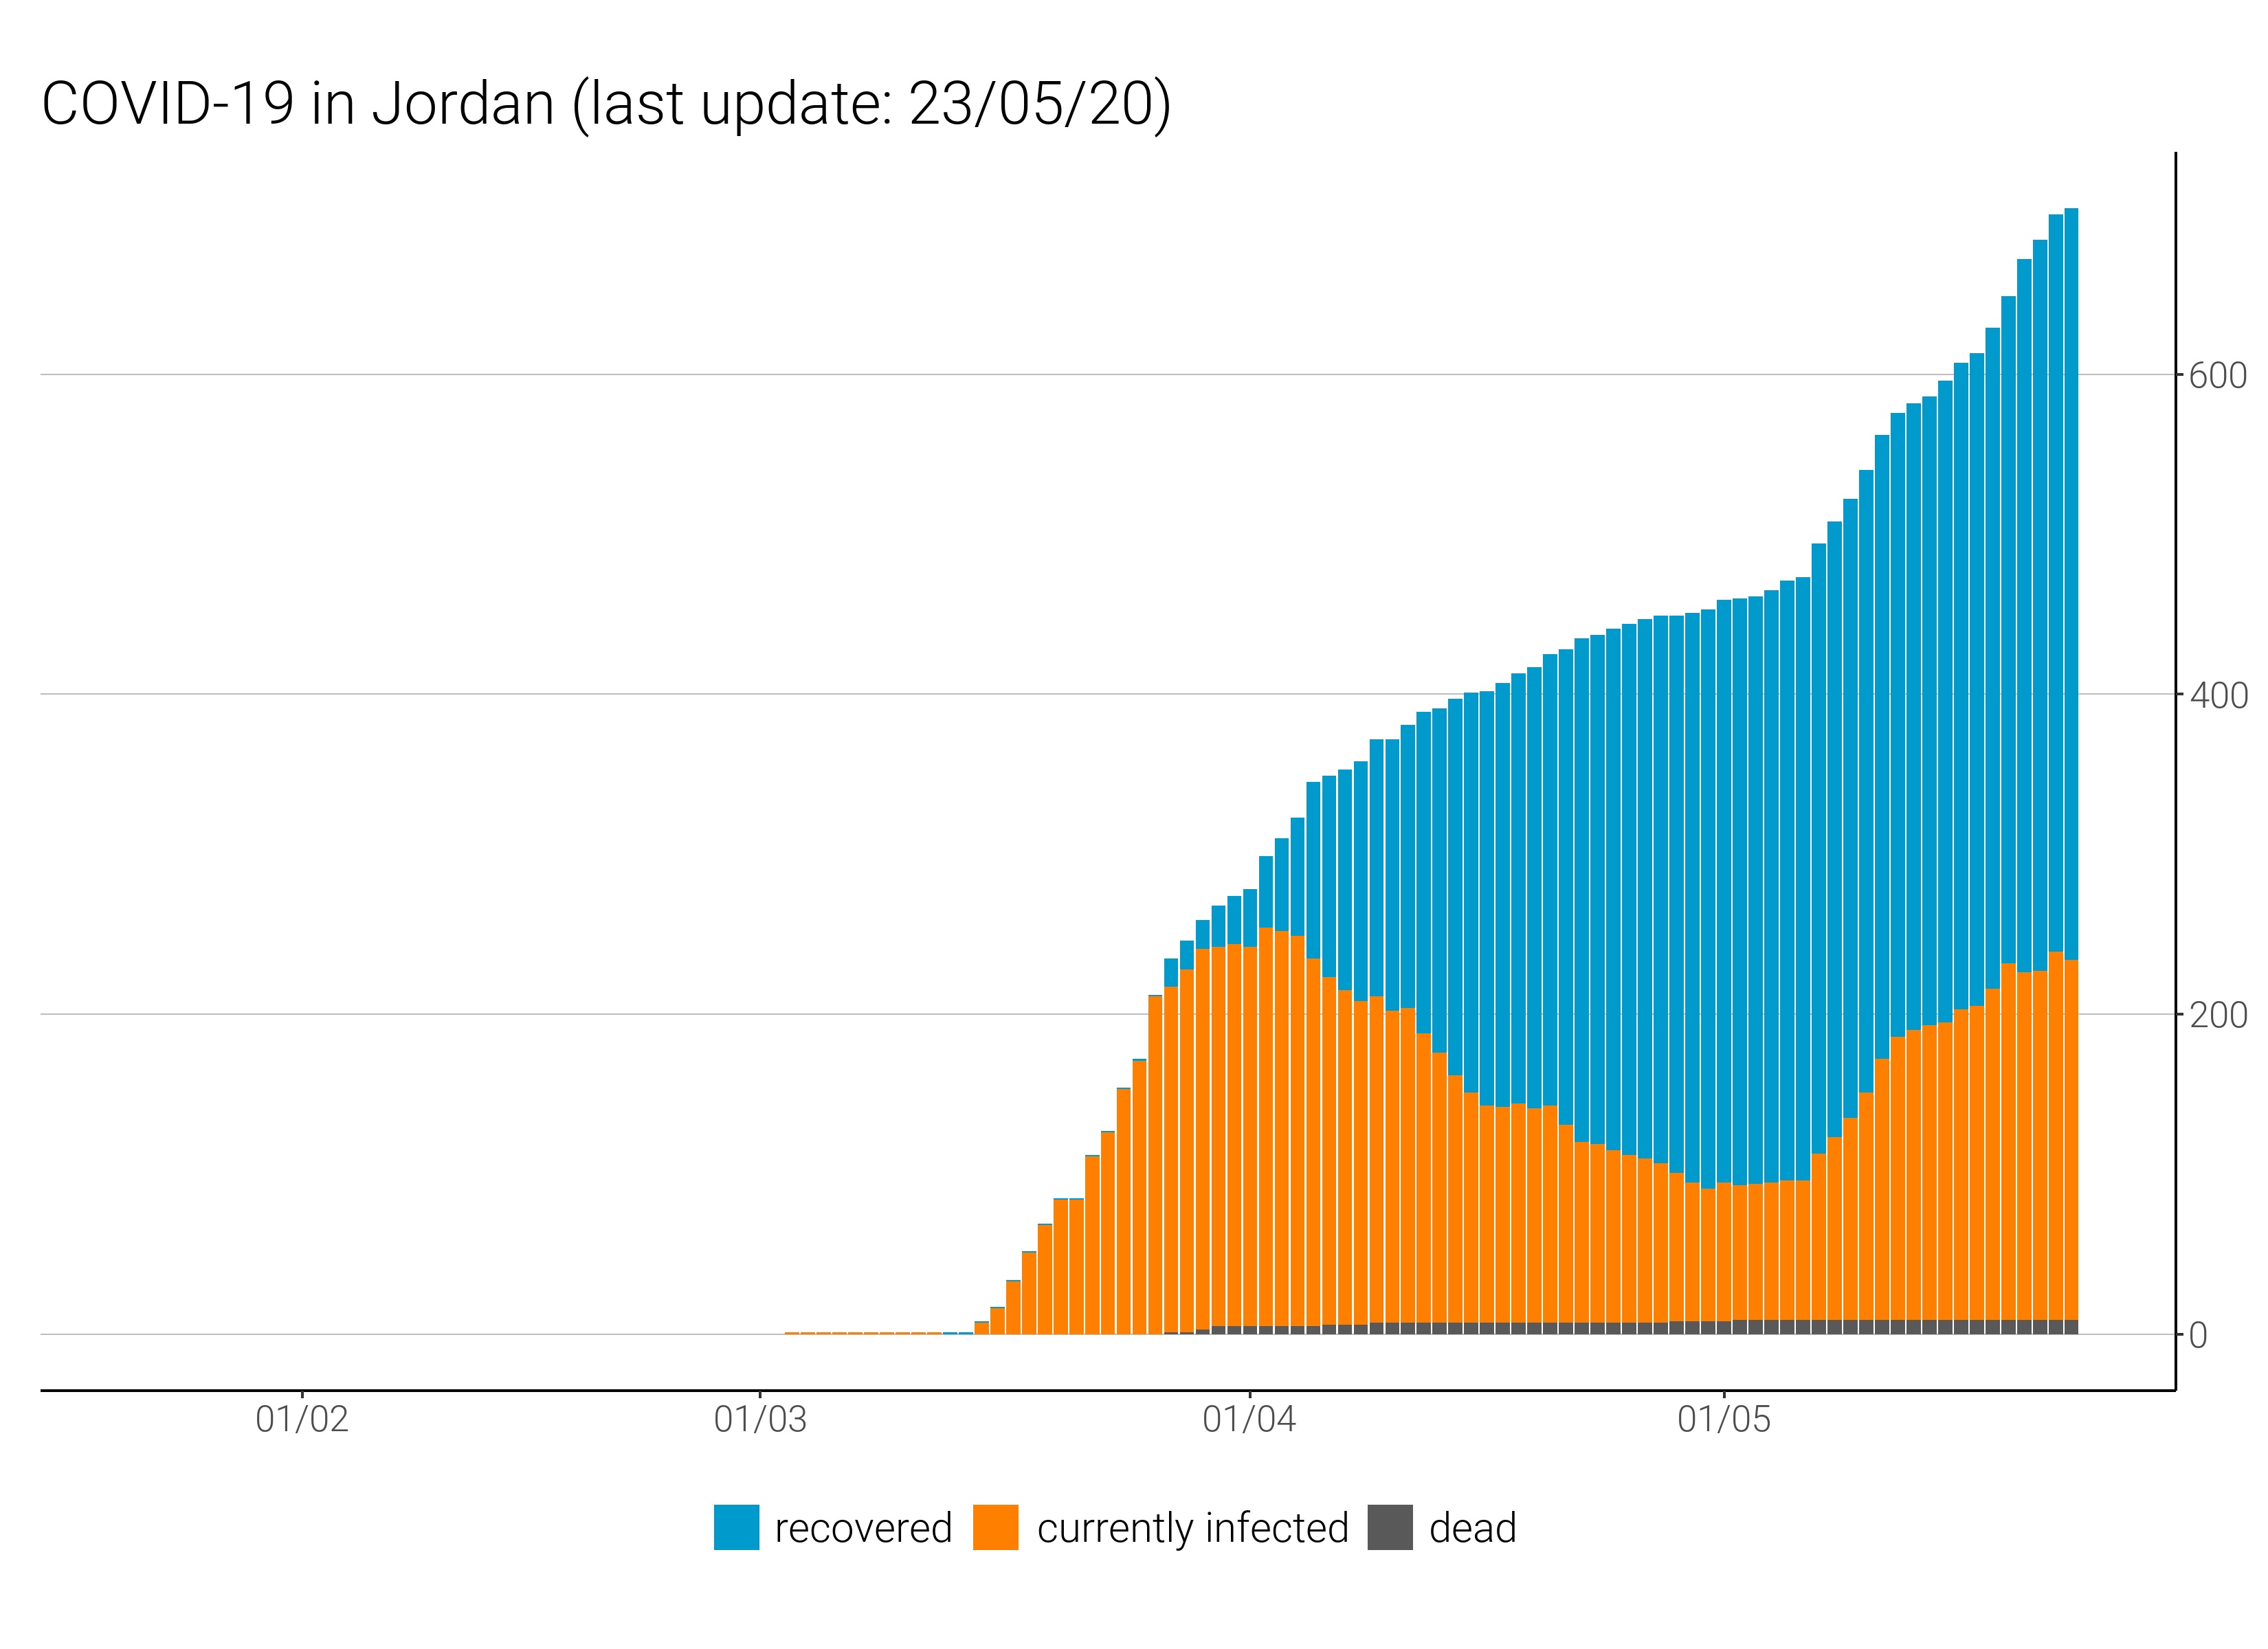 COVID-19 in Jordan (last update: 23/05/20)
600
400
200
0
01/02 01/03 01/04 01/05
recovered currently infected dead